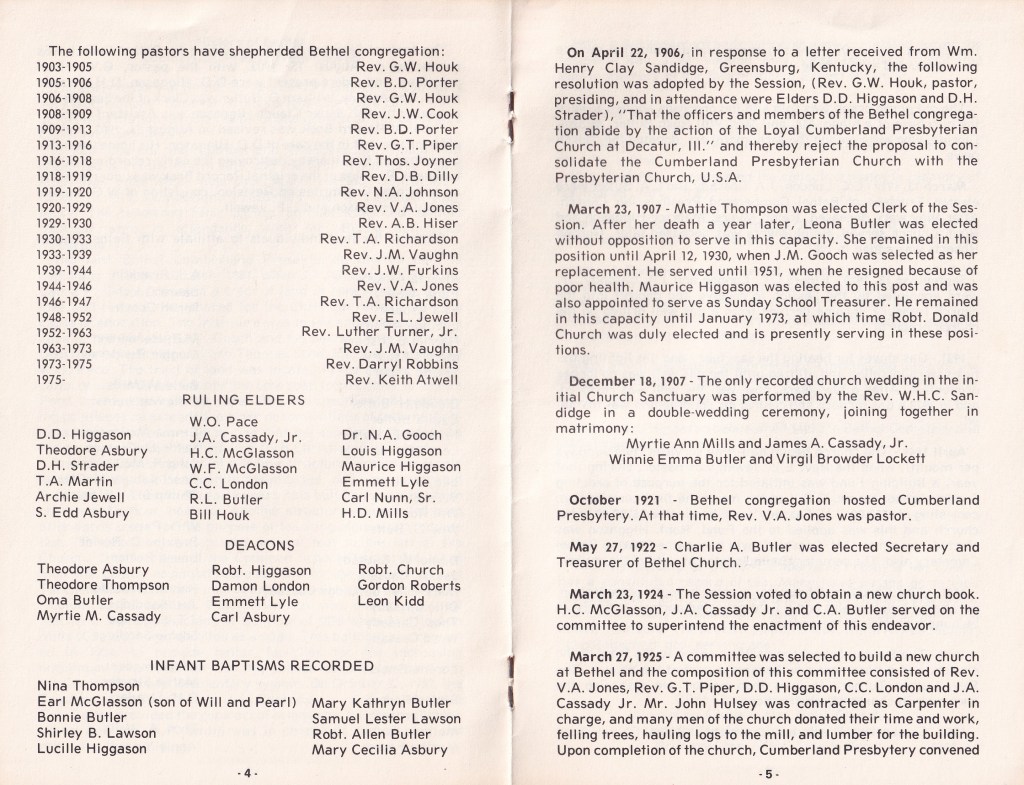 The following pastors have shepherded Bethel congregation:
1903-1905 Rev. G.W. Houk
1905-1906 Rev. B.D. Porter
1906-1908 Rev. G.W. Houk
1908-1909 Rev. J.W. Cook
1909-1913 Rev. B.D. Porter
1913-1916 Rev. G.T. Piper
1916-1918 Rev. Thos. Joyner
1918-1919 Rev. D.B. Dilly
1919-1920 Rev. N.A. Johnson
1920-1929 Rev. V.A. Jones
1929-1930 Rev. A.B. Hiser
1930-1933 Rev. T.A. Richardson
1933-1939 Rev. J.M. Vaughn
1939-1944 Rev. J.W. Furkins
1944-1946 Rev. V.A. Jones
1946-1947 Rev. T.A. Richardson
1948-1952 Rev. E.L. Jewell
1952-1963 Rev. Luther Turner, Jr.
1963-1973 Rev. J.M. Vaughn
1973-1975 Rev. Darryl Robbins
1975- Rev. Keith Atwell
RULING ELDERS
W.O. Pace
D.D. Higgason J.A. Cassady, Jr. Dr. N.A. Gooch
Theodore Asbury H.C. McGlasson Louis Higgason
D.H. Strader W.F. McGlasson Maurice Higgason
T.A. Martin C.C. London Emmett Lyle
Archie Jewell R.L. Butler Carl Nunn, Sr.
S. Edd Asbury Bill Houk H.D. Mills
DEACONS
Theodore Asbury Robt. Higgason Robt. Church
Theodore Thompson Damon London Gordon Roberts
Oma Butler Emmett Lyle Leon Kidd
Myrtie M. Cassady Carl Asbury
INFANT BAPTISMS RECORDED
Nina Thompson
Earl McGlasson (son of Will and Pearl) Mary Kathryn Butler
Bonnie Butler Samuel Lester Lawson
Shirley B. Lawson Robt. Allen Butler
Lucille Higgason Mary Cecilia Asbury
- 4 -
On April 22, 1906, in response to a letter received from Wm.
Henry Clay Sandidge, Greensburg, Kentucky, the following
resolution was adopted by the Session, (Rev. G.W. Houk, pastor,
presiding, and in attendance were Elders D.D. Higgason and D.H.
Strader), "That the officers and members of the Bethel congrega-
tion abide by the action of the Loyal Cumberland Presbyterian
Church at Decatur, Ill." and thereby reject the proposal to con-
solidate the Cumberland Presbyterian Church with the
Presbyterian Church, U.S.A.
March 23, 1907 - Mattie Thompson was elected Clerk of the Ses-
sion. After her death a year later, Leona Butler was elected
without opposition to serve in this capacity. She remained in this
position until April 12, 1930, when J.M. Gooch was selected as her
replacement. He served until 1951, when he resigned because of
poor health. Maurice Higgason was elected to this post and was
also appointed to serve as Sunday School Treasurer. He remained
in this capacity until January 1973, at which time Robt. Donald
Church was duly elected and is presently serving in these posi-
tions.
December 18, 1907 - The only recorded church wedding in the in-
itial Church Sanctuary was performed by the Rev. W.H.C. San-
didge in a double-wedding ceremony, joining together in
matrimony:
Myrtie Ann Mills and James A. Cassady, Jr.
Winnie Emma Butler and Virgil Browder Lockett
October 1921 - Bethel congregation hosted Cumberland
Presbytery. At that time, Rev. V.A. Jones was pastor.
May 27, 1922 - Charlie A. Butler was elected Secretary and
Treasurer of Bethel Church.
March 23, 1924 - The Session voted to obtain a new church book.
H.C. McGlasson, J.A. Cassady Jr. and C.A. Butler served on the
committee to superintend the enactment of this endeavor.
March 27, 1925 - A committee was selected to build a new church
at Bethel and the composition of this committee consisted of Rev.
V.A. Jones, Rev. G.T. Piper, D.D. Higgason, C.C. London and J.A.
Cassady Jr. Mr. John Hulsey was contracted as Carpenter in
charge, and many men of the church donated their time and work,
felling trees, hauling logs to the mill, and lumber for the building.
Upon completion of the church, Cumberland Presbytery convened
- 5 -